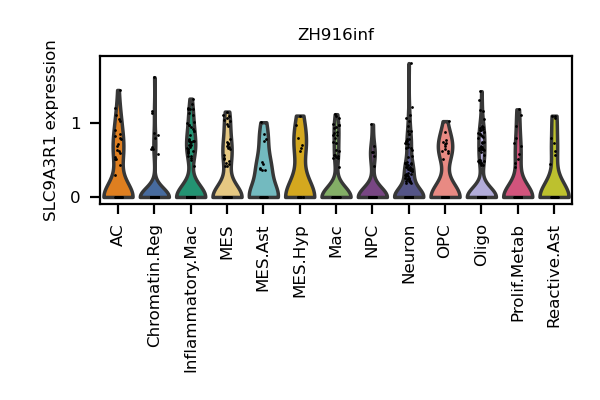 ZH916inf
SLC9A3R1 expression
1
0
AC
Chromatin.Reg
Inflammatory.Mac
MES
MES.Ast
MES.Hyp
Mac
NPC
Neuron
OPC
Oligo
Prolif.Metab
Reactive.Ast